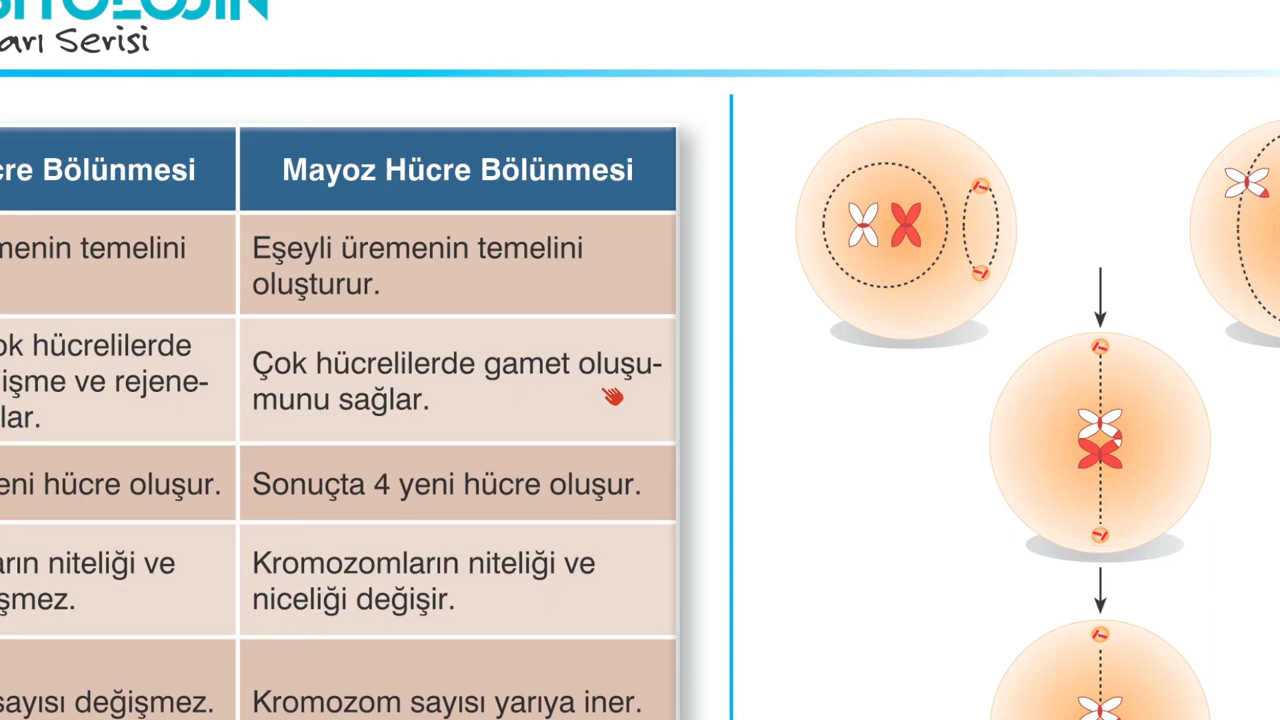 arı Serisi
cre Bölünmesi
Mayoz Hücre Bölünmesi
menin temelini
Eşeyli üremenin temelini
oluşturur.
ok hücrelilerde
işme ve rejene-
lar.
Çok hücrelilerde gamet oluşu-
munu sağlar.
eni hücre oluşur.
Sonuçta 4 yeni hücre oluşur.
arın niteliği ve
şmez.
Kromozomların niteliği ve
niceliği değişir.
sayısı değişmez.
Kromozom sayısı yarıya iner.